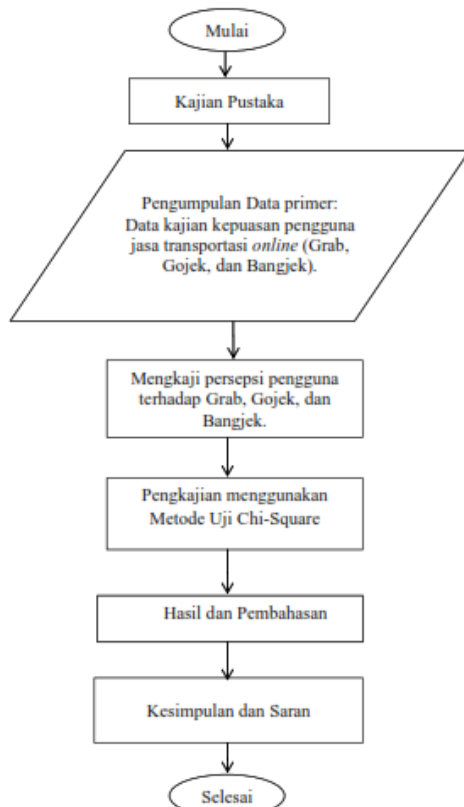 Mulai
Kajian Pustaka
Pengumpulan Data primer:
Data kajian kepuasan pengguna
jasa transportasi online (Grab,
Gojek, dan Bangjek).
Mengkaji persepsi pengguna
terhadap Grab, Gojek, dan
Bangjek.
Pengkajian menggunakan
Metode Uji Chi-Square
Hasil dan Pembahasan
Kesimpulan dan Saran
Selesai